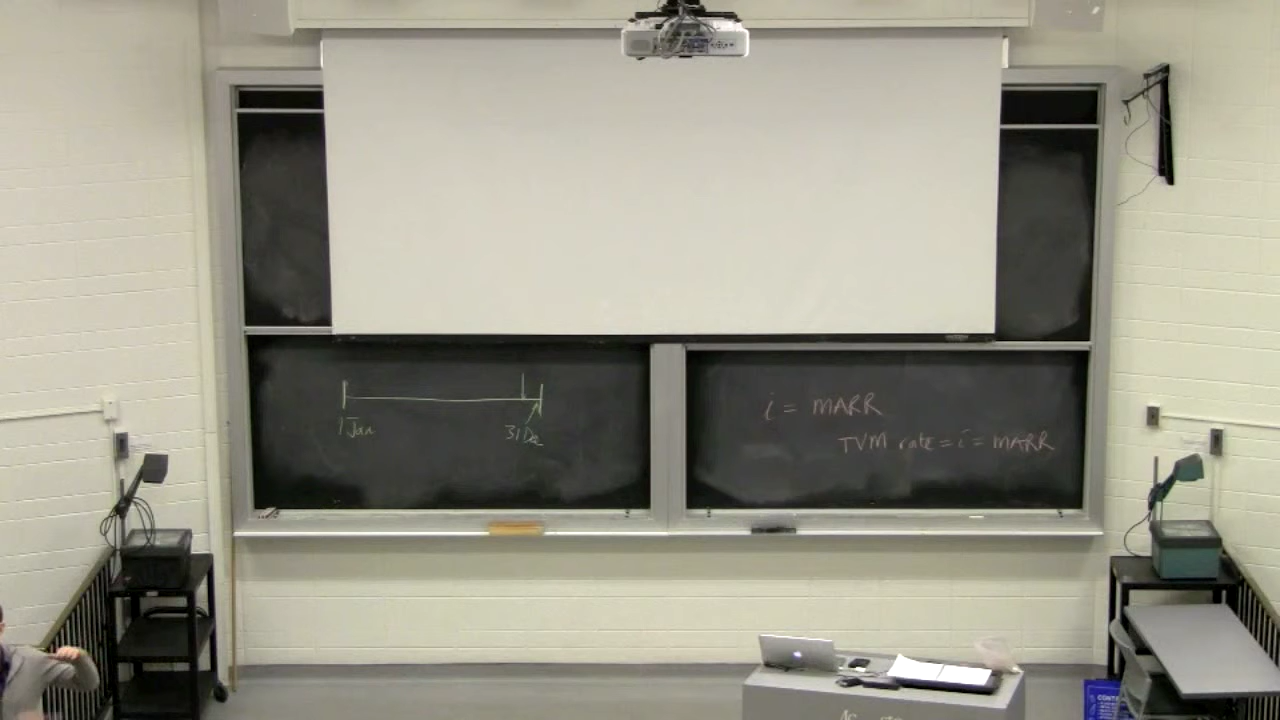 1 Jan
31 Dec
i = MARR
TVM rate = i = MARR